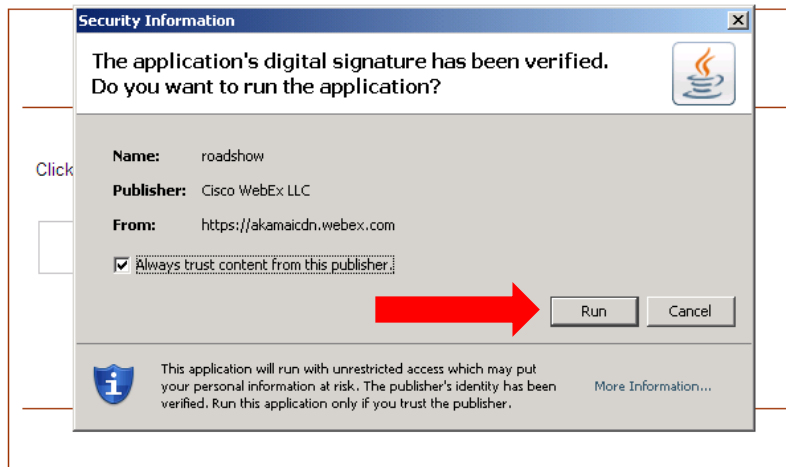 Security Information
The application's digital signature has been verified.
Do you want to run the application?
Name: roadshow
Click
Publisher: Cisco WebEx LLC
From: https://akamaicdn.webex.com
Always trust content from this publisher.
Run Cancel
This application will run with unrestricted access which may put
your personal information at risk. The publisher's identity has been
verified. Run this application only if you trust the publisher.
More Information...